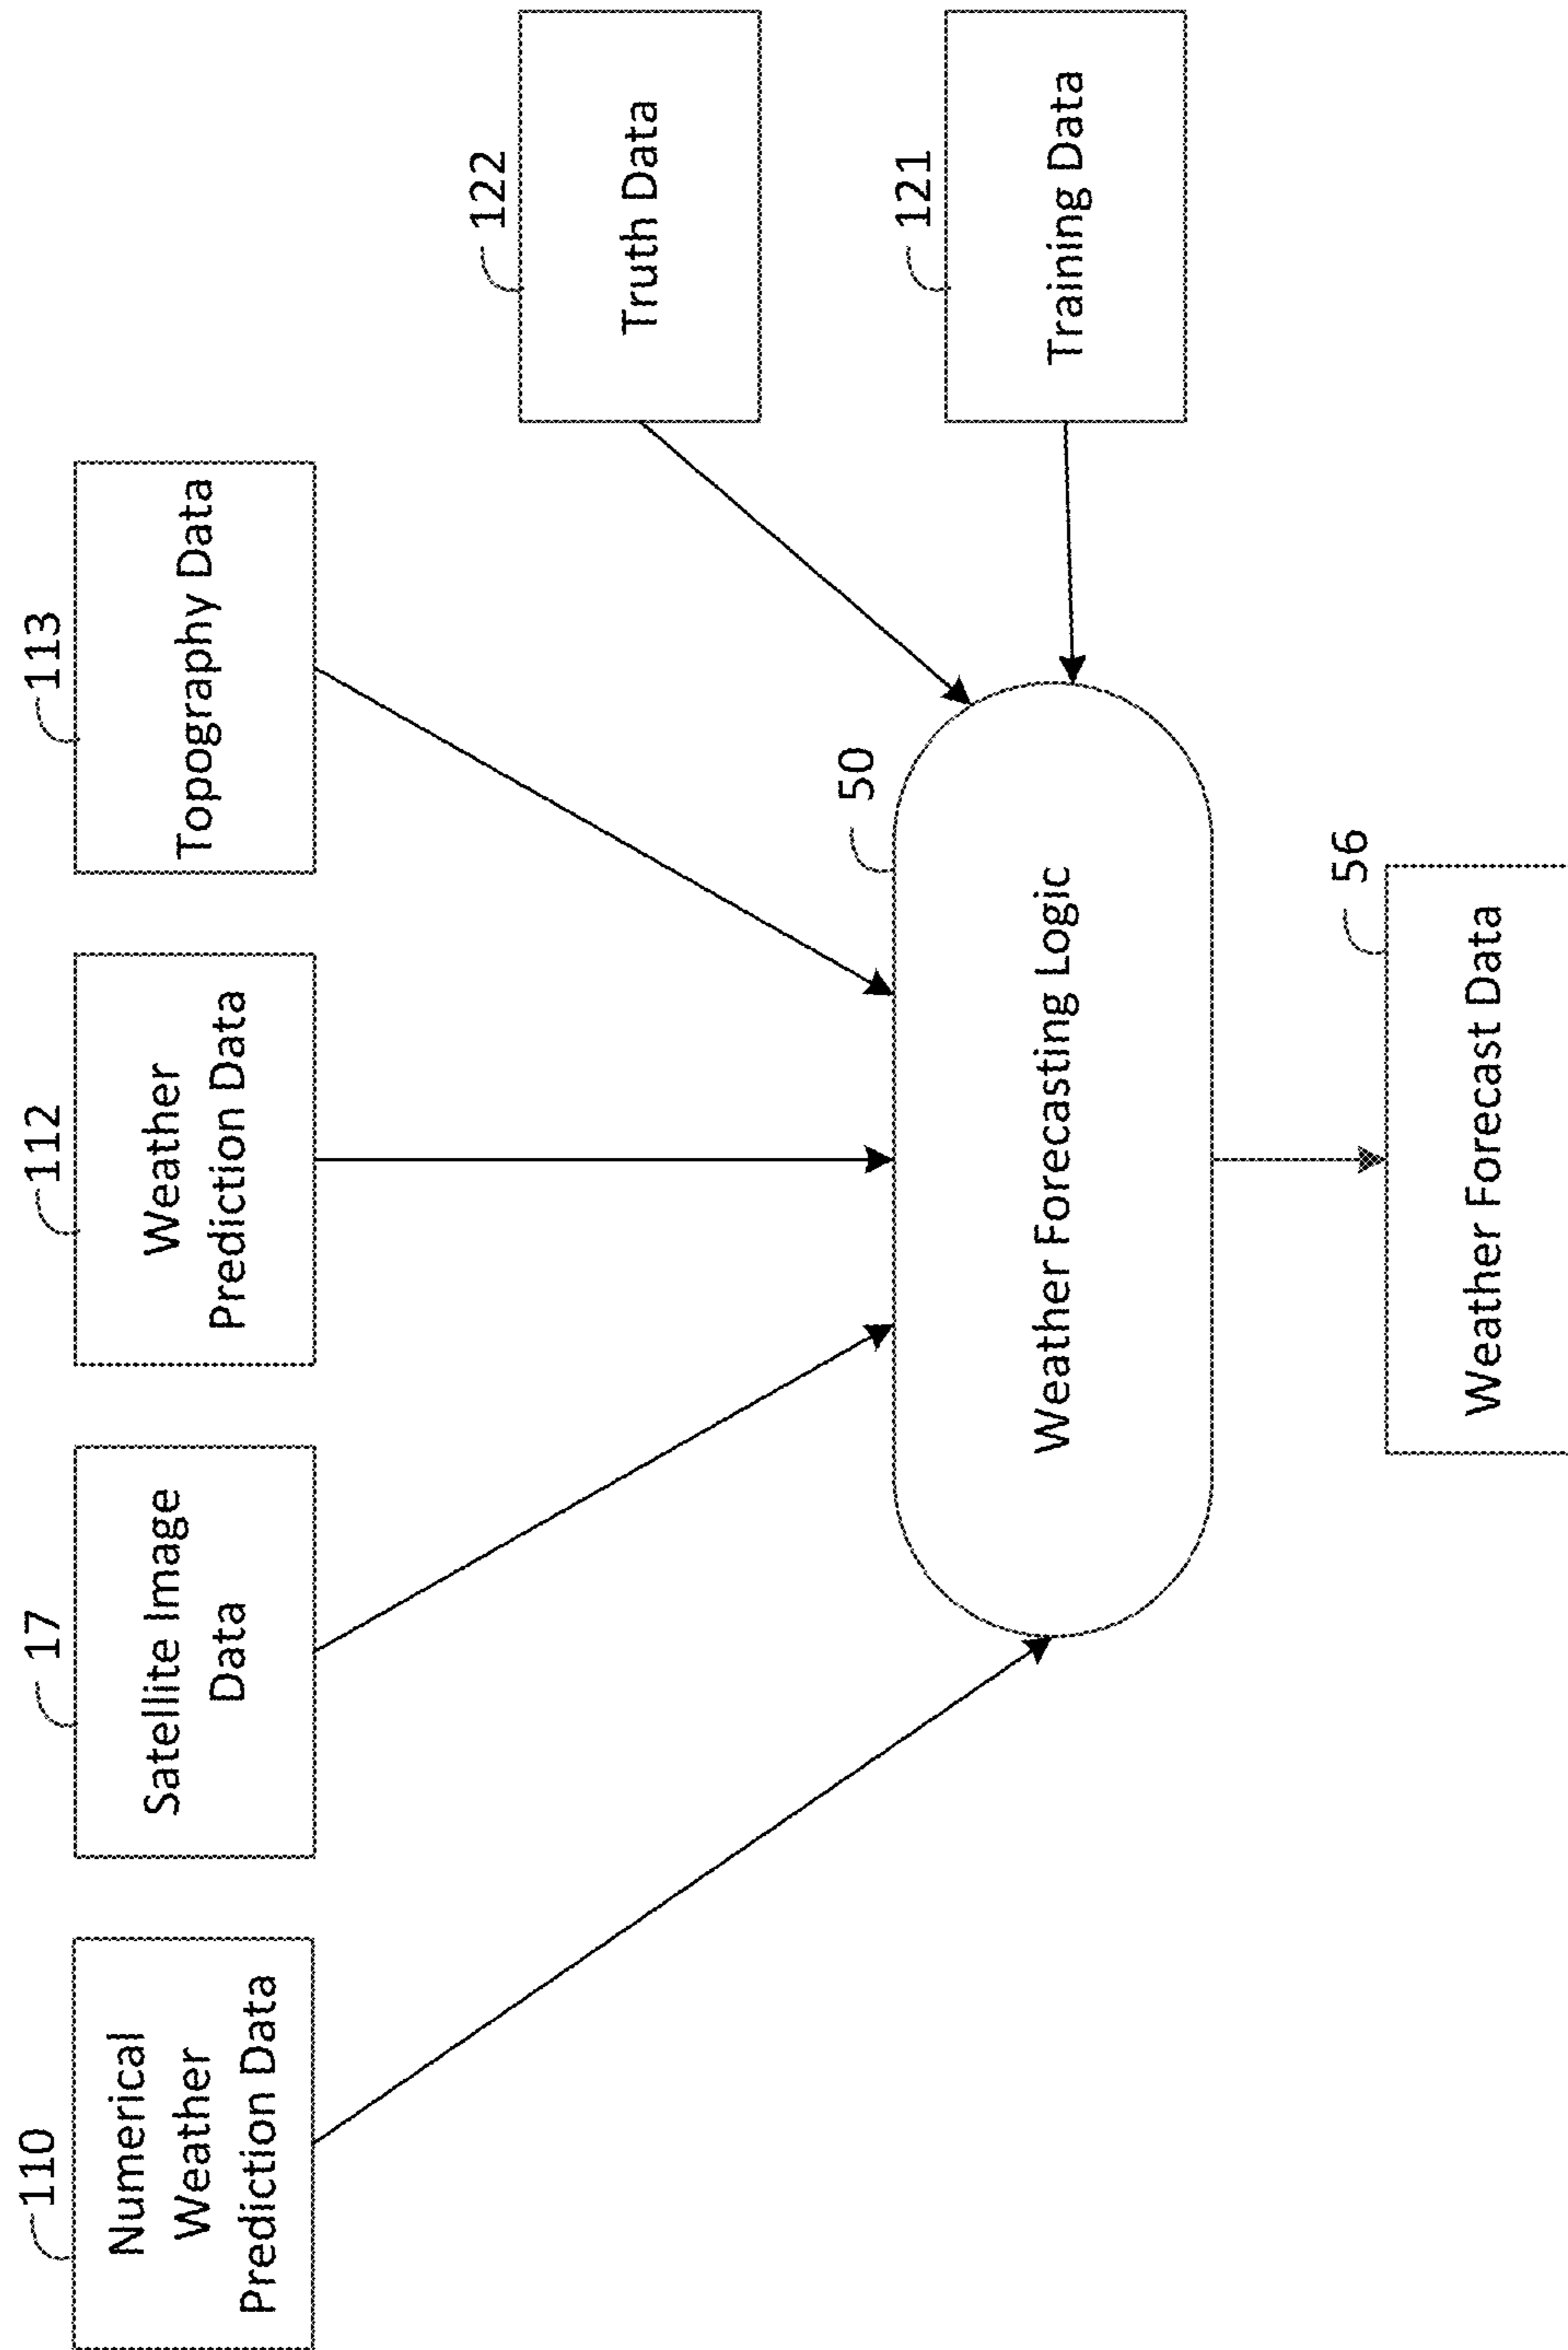 110
Numerical
Weather
Prediction Data
17
Satellite Image
Data
112
Weather
Prediction Data
113
Topography Data
122
Truth Data
121
Training Data
50
Weather Forecasting Logic
56
Weather Forecast Data